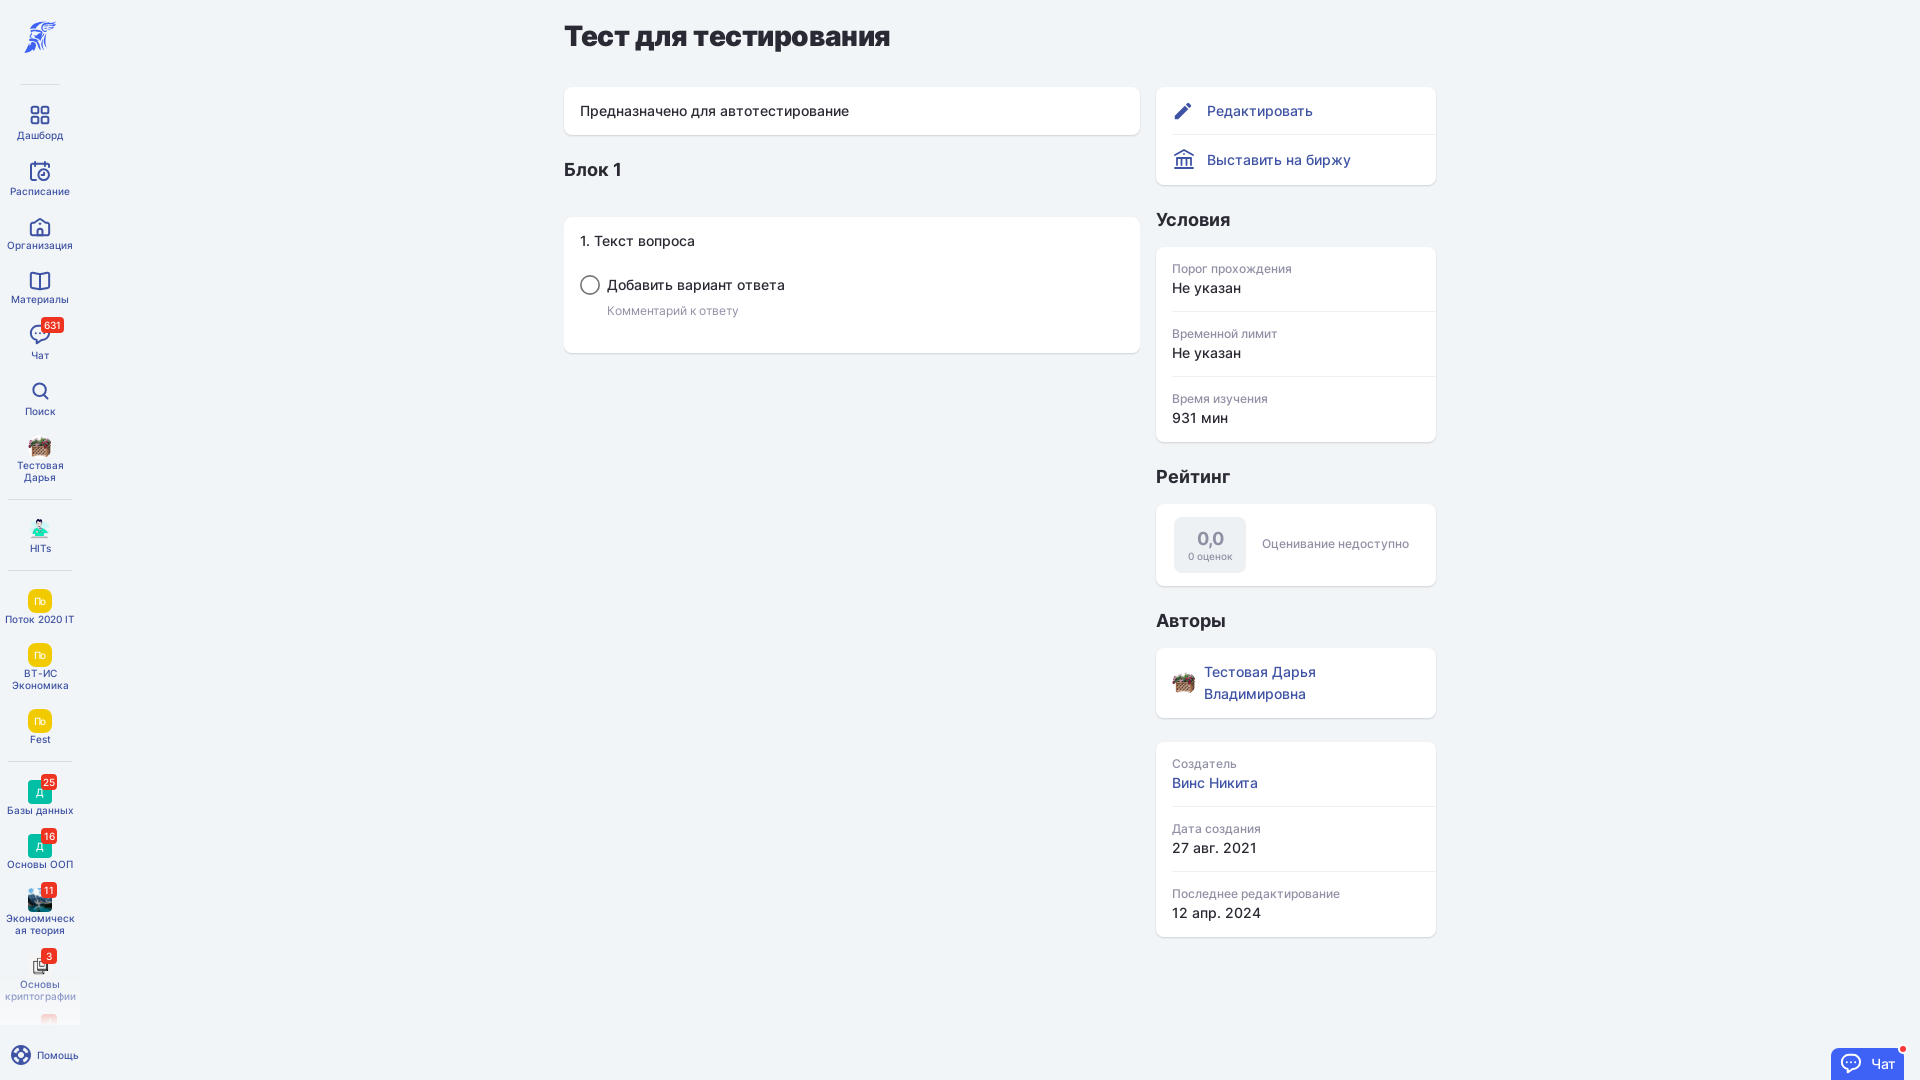 Дашборд
Расписание
Организация
Материалы
631
Чат
Поиск
Тестовая
Дарья
HITs
По
Поток 2020 IT
По
ВТ-ИС
Экономика
По
Fest
25
Д
Базы данных
16
Д
Основы ООП
11
Экономическ
ая теория
3
Основы
криптографии
Помощь
Тест для тестирования
Предназначено для автотестирование
Блок 1
1. Текст вопроса
Добавить вариант ответа
Комментарий к ответу
Редактировать
Выставить на биржу
Условия
Порог прохождения
Не указан
Временной лимит
Не указан
Время изучения
931 мин
Рейтинг
0,0
0 оценок
Оценивание недоступно
Авторы
Тестовая Дарья
Владимировна
Создатель
Винс Никита
Дата создания
27 авг. 2021
Последнее редактирование
12 апр. 2024
Чат